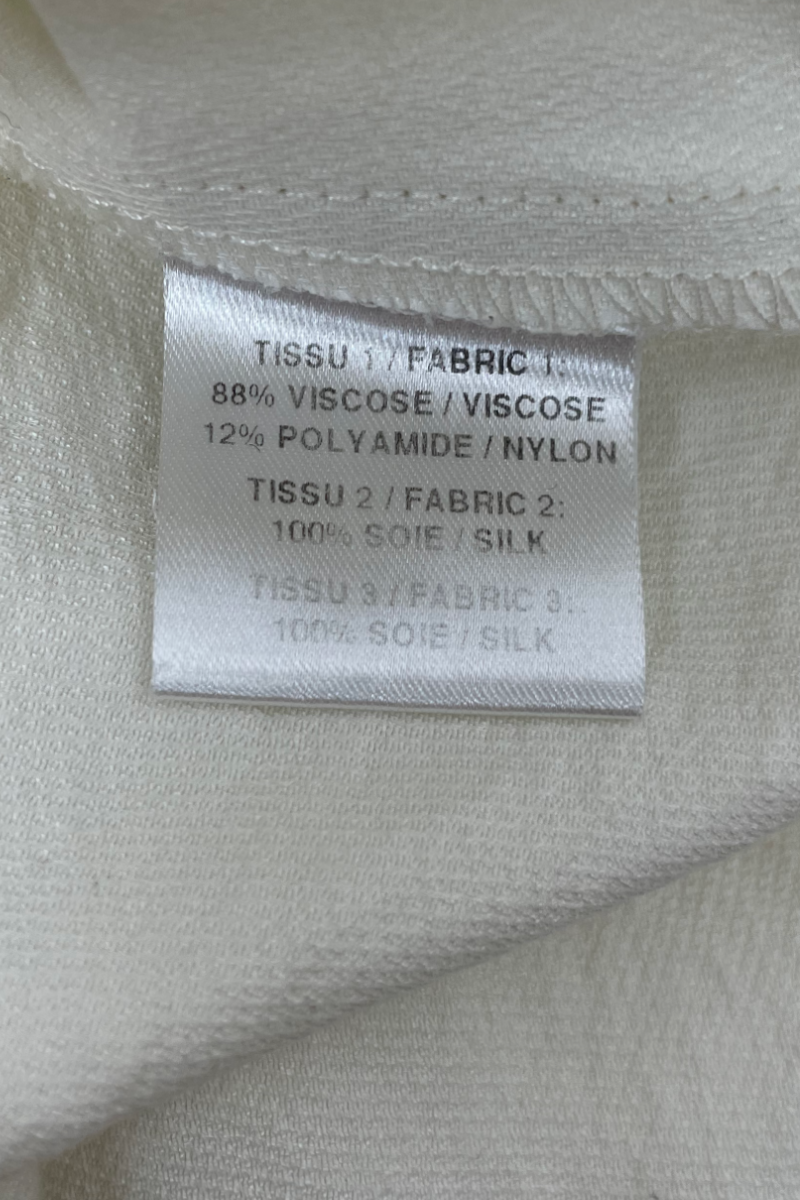 TISSU 1 / FABRIC 1:
88% VISCOSE / VISCOSE
12% POLYAMIDE / NYLON
TISSU 2 / FABRIC 2:
100% SOIE / SILK
TISSU 3 / FABRIC 3:
100% SOIE / SILK